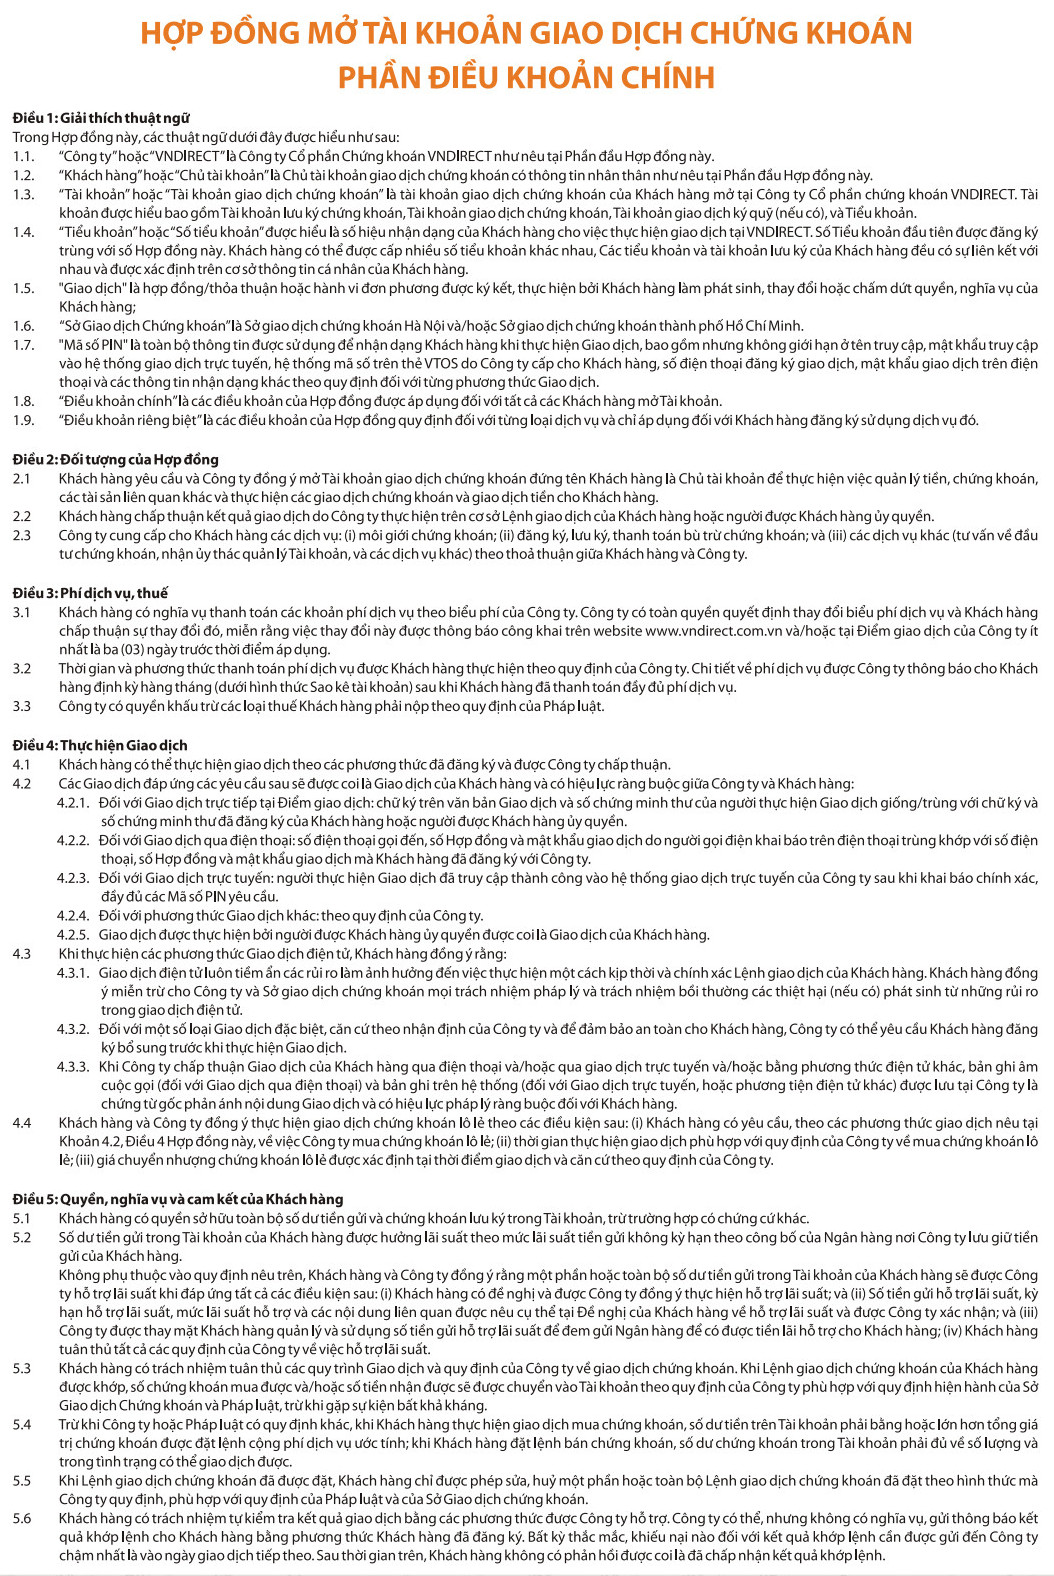 HỢP ĐỒNG MỞ TÀI KHOẢN GIAO DỊCH CHỨNG KHOÁN
PHẦN ĐIỀU KHOẢN CHÍNH
Điều 1: Giải thích thuật ngữ
Trong Hợp đồng này, các thuật ngữ dưới đây được hiểu như sau:
1.1. “Công ty” hoặc “VNDIRECT” là Công ty Cổ phần Chứng khoán VNDIRECT như nêu tại Phần đầu Hợp đồng này.
1.2. “Khách hàng” hoặc “Chủ tài khoản” là Chủ tài khoản giao dịch chứng khoán có thông tin nhân thân như nêu tại Phần đầu Hợp đồng này.
1.3. “Tài khoản” hoặc “Tài khoản giao dịch chứng khoán” là tài khoản giao dịch chứng khoán của Khách hàng mở tại Công ty Cổ phần chứng khoán VNDIRECT. Tài
khoản được hiểu bao gồm Tài khoản lưu ký chứng khoán, Tài khoản giao dịch chứng khoán, Tài khoản giao dịch ký quỹ (nếu có), và Tiểu khoản.
1.4. “Tiểu khoản” hoặc “Số tiểu khoản” được hiểu là số hiệu nhận dạng của Khách hàng cho việc thực hiện giao dịch tại VNDIRECT. Số Tiểu khoản đầu tiên được đăng ký
trùng với số Hợp đồng này. Khách hàng có thể được cấp nhiều số tiểu khoản khác nhau, Các tiểu khoản và tài khoản lưu ký của Khách hàng đều có sự liên kết với
nhau và được xác định trên cơ sở thông tin cá nhân của Khách hàng.
1.5. "Giao dịch" là hợp đồng/thỏa thuận hoặc hành vi đơn phương được ký kết, thực hiện bởi Khách hàng làm phát sinh, thay đổi hoặc chấm dứt quyền, nghĩa vụ của
Khách hàng;
1.6. “Sở Giao dịch Chứng khoán” là Sở giao dịch chứng khoán Hà Nội và/hoặc Sở giao dịch chứng khoán thành phố Hồ Chí Minh.
1.7. "Mã số PIN" là toàn bộ thông tin được sử dụng để nhận dạng Khách hàng khi thực hiện Giao dịch, bao gồm nhưng không giới hạn ở tên truy cập, mật khẩu truy cập
vào hệ thống giao dịch trực tuyến, hệ thống mã số trên thẻ VTOS do Công ty cấp cho Khách hàng, số điện thoại đăng ký giao dịch, mật khẩu giao dịch trên điện
thoại và các thông tin nhận dạng khác theo quy định đối với từng phương thức Giao dịch.
1.8. “Điều khoản chính” là các điều khoản của Hợp đồng được áp dụng đối với tất cả các Khách hàng mở Tài khoản.
1.9. “Điều khoản riêng biệt” là các điều khoản của Hợp đồng quy định đối với từng loại dịch vụ và chỉ áp dụng đối với Khách hàng đăng ký sử dụng dịch vụ đó.
Điều 2: Đối tượng của Hợp đồng
2.1 Khách hàng yêu cầu và Công ty đồng ý mở Tài khoản giao dịch chứng khoán đứng tên Khách hàng là Chủ tài khoản để thực hiện việc quản lý tiền, chứng khoán,
các tài sản liên quan khác và thực hiện các giao dịch chứng khoán và giao dịch tiền cho Khách hàng.
2.2 Khách hàng chấp thuận kết quả giao dịch do Công ty thực hiện trên cơ sở Lệnh giao dịch của Khách hàng hoặc người được Khách hàng ủy quyền.
2.3 Công ty cung cấp cho Khách hàng các dịch vụ: (i) môi giới chứng khoán; (ii) đăng ký, lưu ký, thanh toán bù trừ chứng khoán; và (iii) các dịch vụ khác (tư vấn về đầu
tư chứng khoán, nhận ủy thác quản lý Tài khoản, và các dịch vụ khác) theo thoả thuận giữa Khách hàng và Công ty.
Điều 3: Phí dịch vụ, thuế
3.1 Khách hàng có nghĩa vụ thanh toán các khoản phí dịch vụ theo biểu phí của Công ty. Công ty có toàn quyền quyết định thay đổi biểu phí dịch vụ và Khách hàng
chấp thuận sự thay đổi đó, miễn rằng việc thay đổi này được thông báo công khai trên website www.vndirect.com.vn và/hoặc tại Điểm giao dịch của Công ty ít
nhất là ba (03) ngày trước thời điểm áp dụng.
3.2 Thời gian và phương thức thanh toán phí dịch vụ được Khách hàng thực hiện theo quy định của Công ty. Chi tiết về phí dịch vụ được Công ty thông báo cho Khách
hàng định kỳ hàng tháng (dưới hình thức Sao kê tài khoản) sau khi Khách hàng đã thanh toán đầy đủ phí dịch vụ.
3.3 Công ty có quyền khấu trừ các loại thuế Khách hàng phải nộp theo quy định của Pháp luật.
Điều 4: Thực hiện Giao dịch
4.1 Khách hàng có thể thực hiện giao dịch theo các phương thức đã đăng ký và được Công ty chấp thuận.
4.2 Các Giao dịch đáp ứng các yêu cầu sau sẽ được coi là Giao dịch của Khách hàng và có hiệu lực ràng buộc giữa Công ty và Khách hàng:
4.2.1. Đối với Giao dịch trực tiếp tại Điểm giao dịch: chữ ký trên văn bản Giao dịch và số chứng minh thư của người thực hiện Giao dịch giống/trùng với chữ ký và
số chứng minh thư đã đăng ký của Khách hàng hoặc người được Khách hàng ủy quyền.
4.2.2. Đối với Giao dịch qua điện thoại: số điện thoại gọi đến, số Hợp đồng và mật khẩu giao dịch do người gọi điện khai báo trên điện thoại trùng khớp với số điện
thoại, số Hợp đồng và mật khẩu giao dịch mà Khách hàng đã đăng ký với Công ty.
4.2.3. Đối với Giao dịch trực tuyến: người thực hiện Giao dịch đã truy cập thành công vào hệ thống giao dịch trực tuyến của Công ty sau khi khai báo chính xác,
đầy đủ các Mã số PIN yêu cầu.
4.2.4. Đối với phương thức Giao dịch khác: theo quy định của Công ty.
4.2.5. Giao dịch được thực hiện bởi người được Khách hàng ủy quyền được coi là Giao dịch của Khách hàng.
4.3 Khi thực hiện các phương thức Giao dịch điện tử, Khách hàng đồng ý rằng:
4.3.1. Giao dịch điện tử luôn tiềm ẩn các rủi ro làm ảnh hưởng đến việc thực hiện một cách kịp thời và chính xác Lệnh giao dịch của Khách hàng. Khách hàng đồng
ý miễn trừ cho Công ty và Sở giao dịch chứng khoán mọi trách nhiệm pháp lý và trách nhiệm bồi thường các thiệt hại (nếu có) phát sinh từ những rủi ro
trong giao dịch điện tử.
4.3.2. Đối với một số loại Giao dịch đặc biệt, căn cứ theo nhận định của Công ty và để đảm bảo an toàn cho Khách hàng, Công ty có thể yêu cầu Khách hàng đăng
ký bổ sung trước khi thực hiện Giao dịch.
4.3.3. Khi Công ty chấp thuận Giao dịch của Khách hàng qua điện thoại và/hoặc qua giao dịch trực tuyến và/hoặc bằng phương thức điện tử khác, bản ghi âm
cuộc gọi (đối với Giao dịch qua điện thoại) và bản ghi trên hệ thống (đối với Giao dịch trực tuyến, hoặc phương tiện điện tử khác) được lưu tại Công ty là
chứng từ gốc phản ánh nội dung Giao dịch và có hiệu lực pháp lý ràng buộc đối với Khách hàng.
4.4 Khách hàng và Công ty đồng ý thực hiện giao dịch chứng khoán lô lẻ theo các điều kiện sau: (i) Khách hàng có yêu cầu, theo các phương thức giao dịch nêu tại
Khoản 4.2, Điều 4 Hợp đồng này, về việc Công ty mua chứng khoán lô lẻ; (ii) thời gian thực hiện giao dịch phù hợp với quy định của Công ty về mua chứng khoán lô
lẻ; (iii) giá chuyển nhượng chứng khoán lô lẻ được xác định tại thời điểm giao dịch và căn cứ theo quy định của Công ty.
Điều 5: Quyền, nghĩa vụ và cam kết của Khách hàng
5.1 Khách hàng có quyền sở hữu toàn bộ số dư tiền gửi và chứng khoán lưu ký trong Tài khoản, trừ trường hợp có chứng cứ khác.
5.2 Số dư tiền gửi trong Tài khoản của Khách hàng được hưởng lãi suất theo mức lãi suất tiền gửi không kỳ hạn theo công bố của Ngân hàng nơi Công ty lưu giữ tiền
gửi của Khách hàng.
Không phụ thuộc vào quy định nêu trên, Khách hàng và Công ty đồng ý rằng một phần hoặc toàn bộ số dư tiền gửi trong Tài khoản của Khách hàng sẽ được Công
ty hỗ trợ lãi suất khi đáp ứng tất cả các điều kiện sau: (i) Khách hàng có đề nghị và được Công ty đồng ý thực hiện hỗ trợ lãi suất; và (ii) Số tiền gửi hỗ trợ lãi suất, kỳ
hạn hỗ trợ lãi suất, mức lãi suất hỗ trợ và các nội dung liên quan được nêu cụ thể tại Đề nghị của Khách hàng về hỗ trợ lãi suất và được Công ty xác nhận; và (iii)
Công ty được thay mặt Khách hàng quản lý và sử dụng số tiền gửi hỗ trợ lãi suất để đem gửi Ngân hàng để có được tiền lãi hỗ trợ cho Khách hàng; (iv) Khách hàng
tuân thủ tất cả các quy định của Công ty về việc hỗ trợ lãi suất.
5.3 Khách hàng có trách nhiệm tuân thủ các quy trình Giao dịch và quy định của Công ty về giao dịch chứng khoán. Khi Lệnh giao dịch chứng khoán của Khách hàng
được khớp, số chứng khoán mua được và/hoặc số tiền nhận được sẽ được chuyển vào Tài khoản theo quy định của Công ty phù hợp với quy định hiện hành của Sở
Giao dịch Chứng khoán và Pháp luật, trừ khi gặp sự kiện bất khả kháng.
5.4 Trừ khi Công ty hoặc Pháp luật có quy định khác, khi Khách hàng thực hiện giao dịch mua chứng khoán, số dư tiền trên Tài khoản phải bằng hoặc lớn hơn tổng giá
trị chứng khoán được đặt lệnh cộng phí dịch vụ ước tính; khi Khách hàng đặt lệnh bán chứng khoán, số dư chứng khoán trong Tài khoản phải đủ về số lượng và
trong tình trạng có thể giao dịch được.
5.5 Khi Lệnh giao dịch chứng khoán đã được đặt, Khách hàng chỉ được phép sửa, huỷ một phần hoặc toàn bộ Lệnh giao dịch chứng khoán đã đặt theo hình thức mà
Công ty quy định, phù hợp với quy định của Pháp luật và của Sở Giao dịch chứng khoán.
5.6 Khách hàng có trách nhiệm tự kiểm tra kết quả giao dịch bằng các phương thức được Công ty hỗ trợ. Công ty có thể, nhưng không có nghĩa vụ, gửi thông báo kết
quả khớp lệnh cho Khách hàng bằng phương thức Khách hàng đã đăng ký. Bất kỳ thắc mắc, khiếu nại nào đối với kết quả khớp lệnh cần được gửi đến Công ty
chậm nhất là vào ngày giao dịch tiếp theo. Sau thời gian trên, Khách hàng không có phản hồi được coi là đã chấp nhận kết quả khớp lệnh.